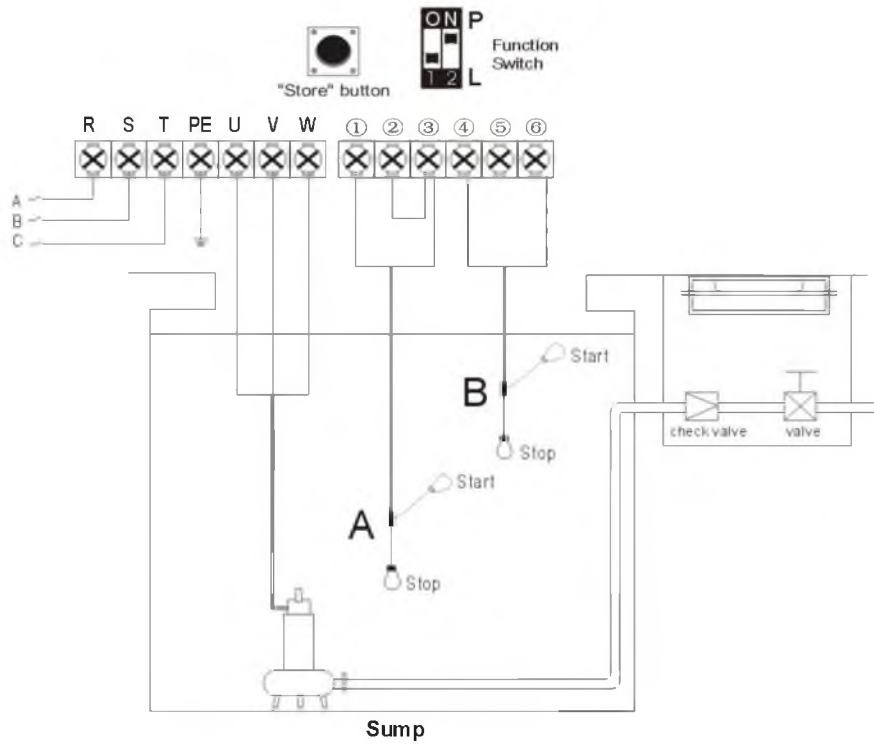 ON P
Function
Switch
1 2 L
"Store" button
R S T PE U V W ① ② ③ ④ ⑤ ⑥
A
B
C
Start
B
Stop
check valve valve
Start
A
Stop
Sump